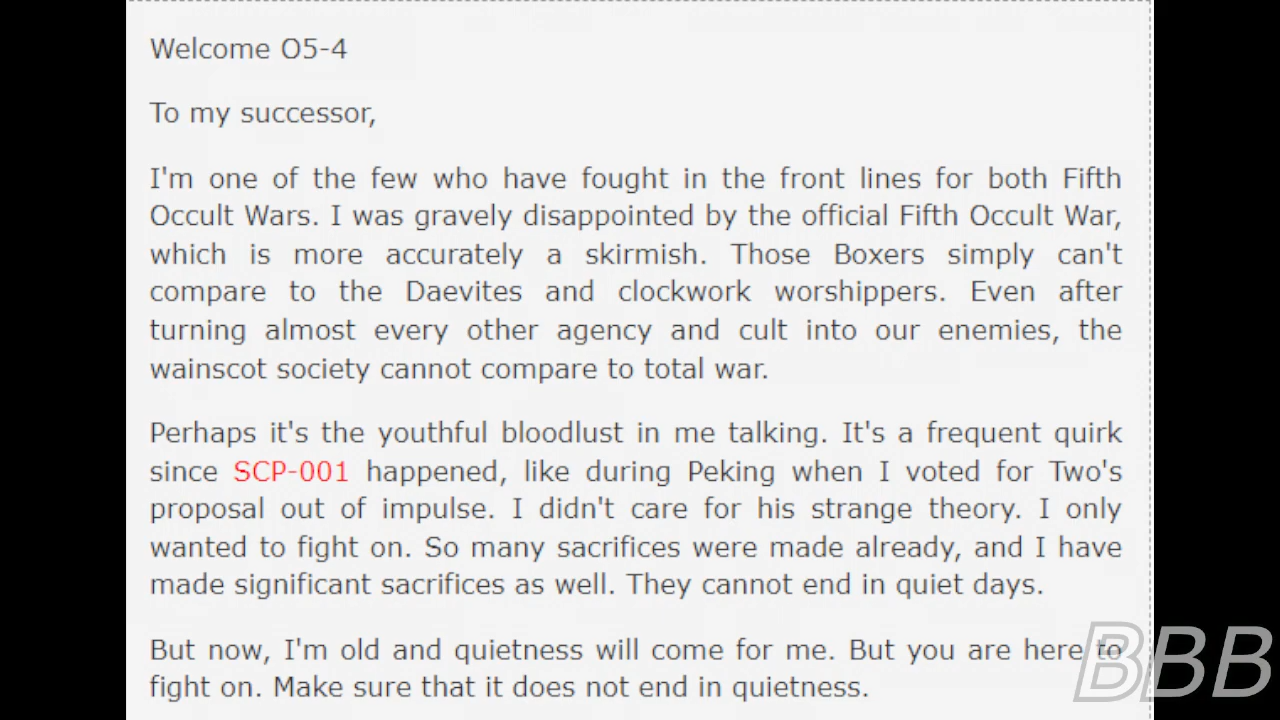 Welcome O5-4
To my successor,
I'm one of the few who have fought in the front lines for both Fifth
Occult Wars. I was gravely disappointed by the official Fifth Occult War,
which is more accurately a skirmish. Those Boxers simply can't
compare to the Daevites and clockwork worshippers. Even after
turning almost every other agency and cult into our enemies, the
wainscot society cannot compare to total war.
Perhaps it's the youthful bloodlust in me talking. It's a frequent quirk
since SCP-001 happened, like during Peking when I voted for Two's
proposal out of impulse. I didn't care for his strange theory. I only
wanted to fight on. So many sacrifices were made already, and I have
made significant sacrifices as well. They cannot end in quiet days.
But now, I'm old and quietness will come for me. But you are here to
fight on. Make sure that it does not end in quietness.
BBB